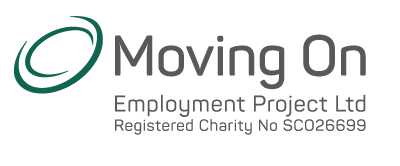 Moving On
Employment Project Ltd
Registered Charity No SC026699